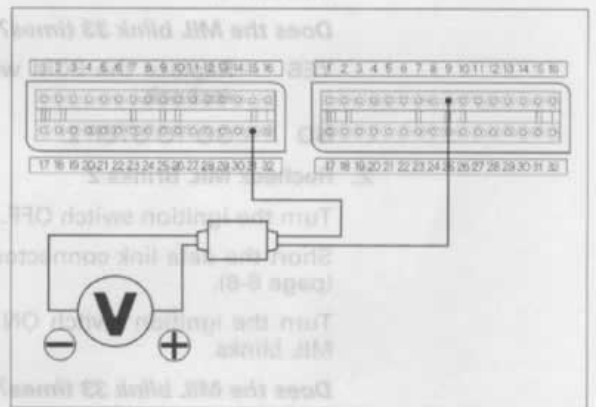 Does the MIL blink 33 times?
1 2 3 4 5 6 7 8 9 10 11 12 13 14 15 16
1 2 3 4 5 6 7 8 9 10 11 12 13 14 15 16
17 18 19 20 21 22 23 24 25 26 27 28 29 30 31 32
17 18 19 20 21 22 23 24 25 26 27 28 29 30 31 32
2. Recheck MIL Blinks 2
Turn the ignition switch OFF.
Short the data link connector
(page 6-6).
V
Turn the ignition switch ON
− +
MIL blinks.
Does the MIL blink 33 times?